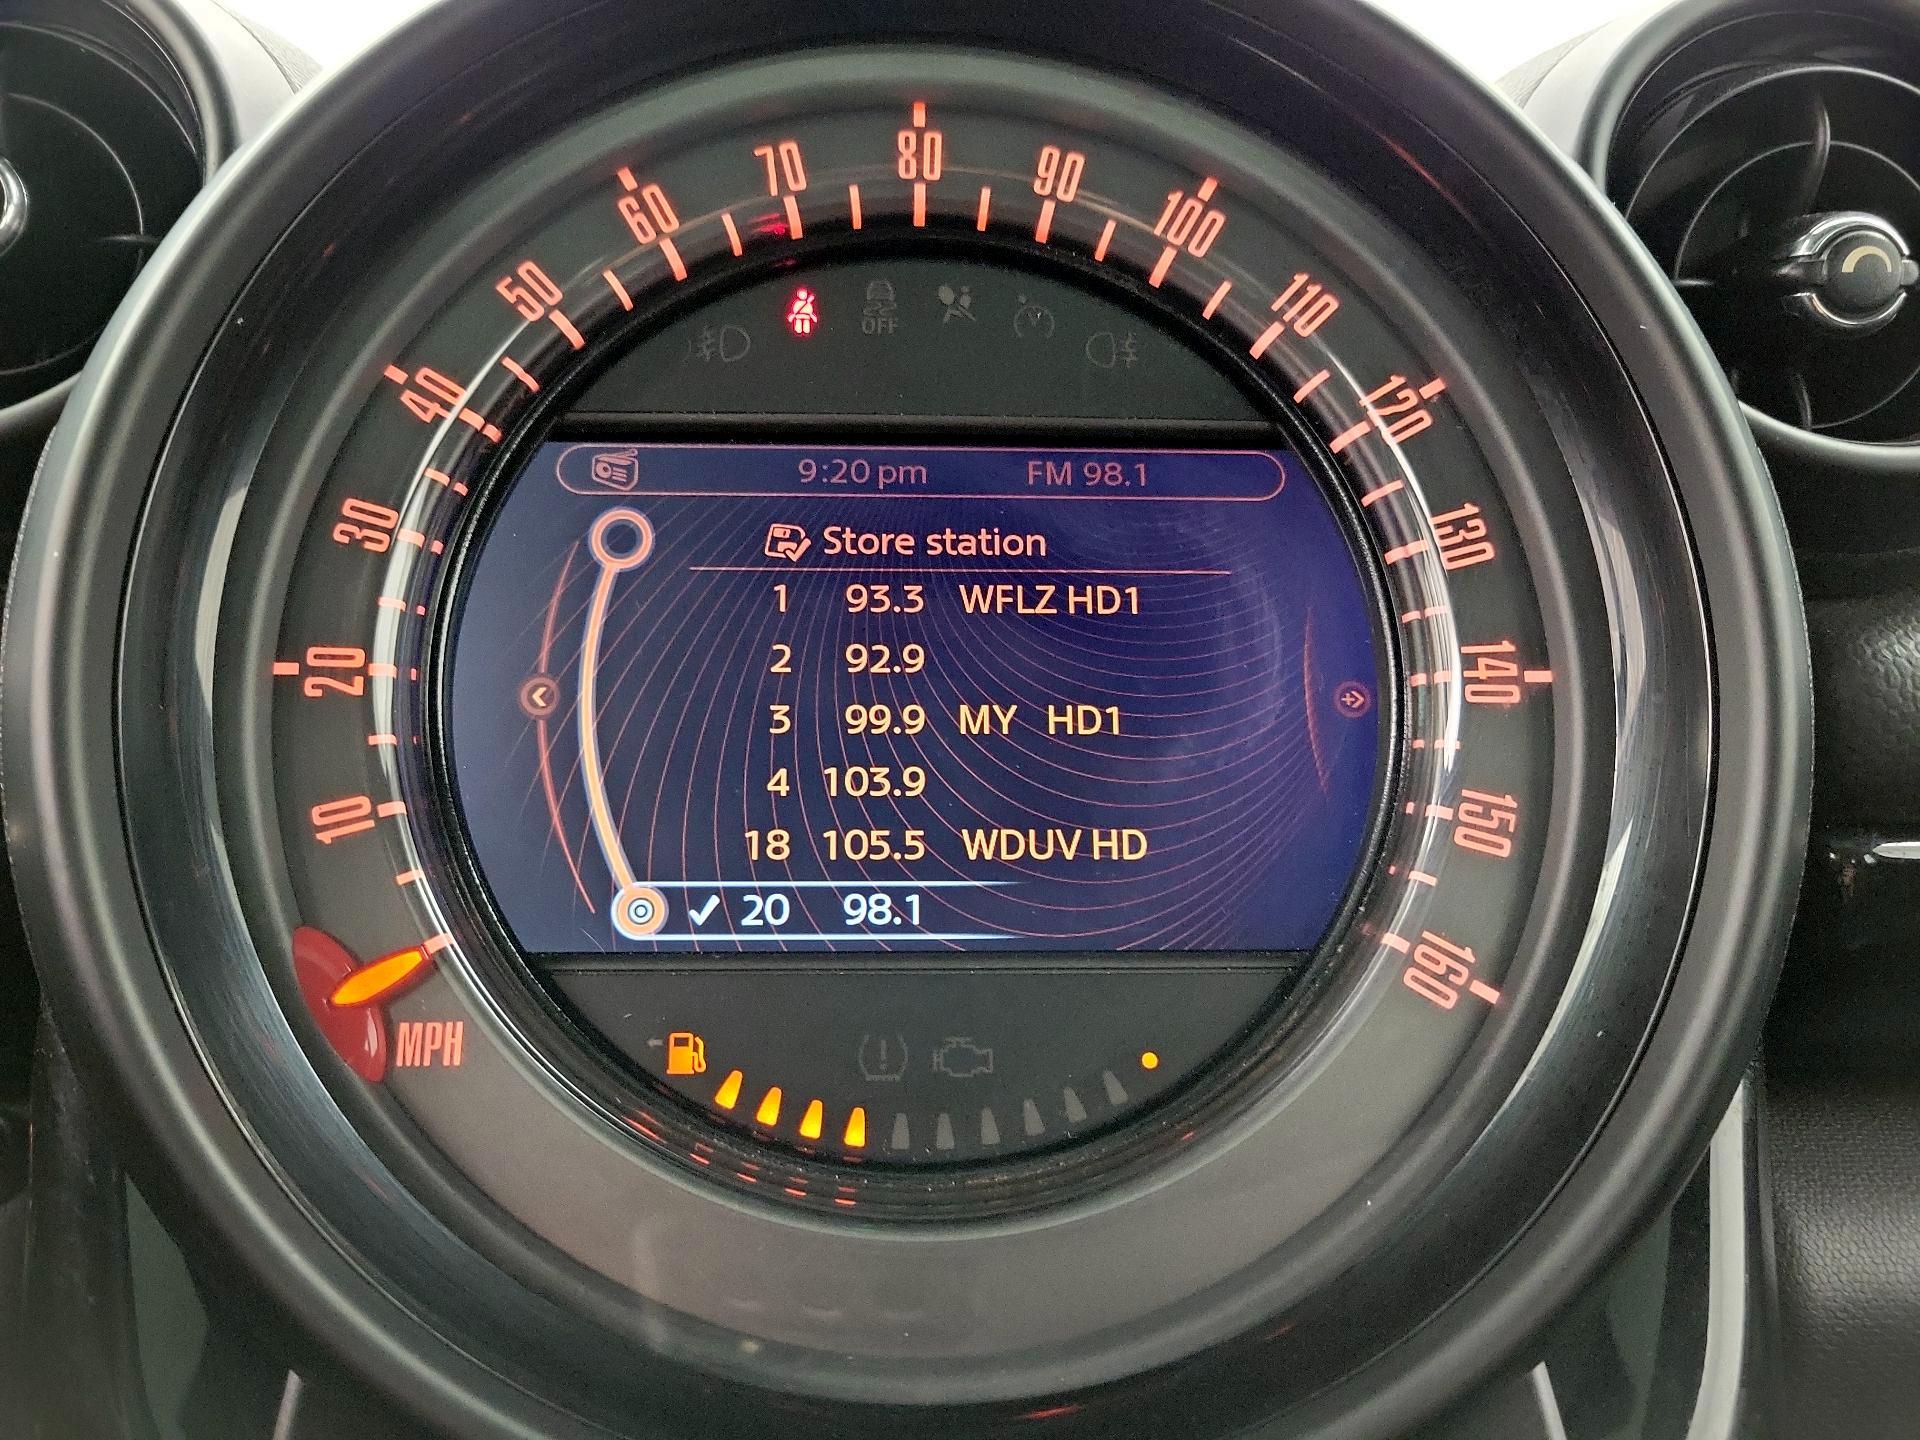 80
70
90
60
100
50
110
40
120
30
130
20
140
10
150
160
MPH
OFF
9:20 pm FM 98.1
Store station
1 93.3 WFLZ HD1
2 92.9
3 99.9 MY HD1
4 103.9
18 105.5 WDUV HD
20 98.1